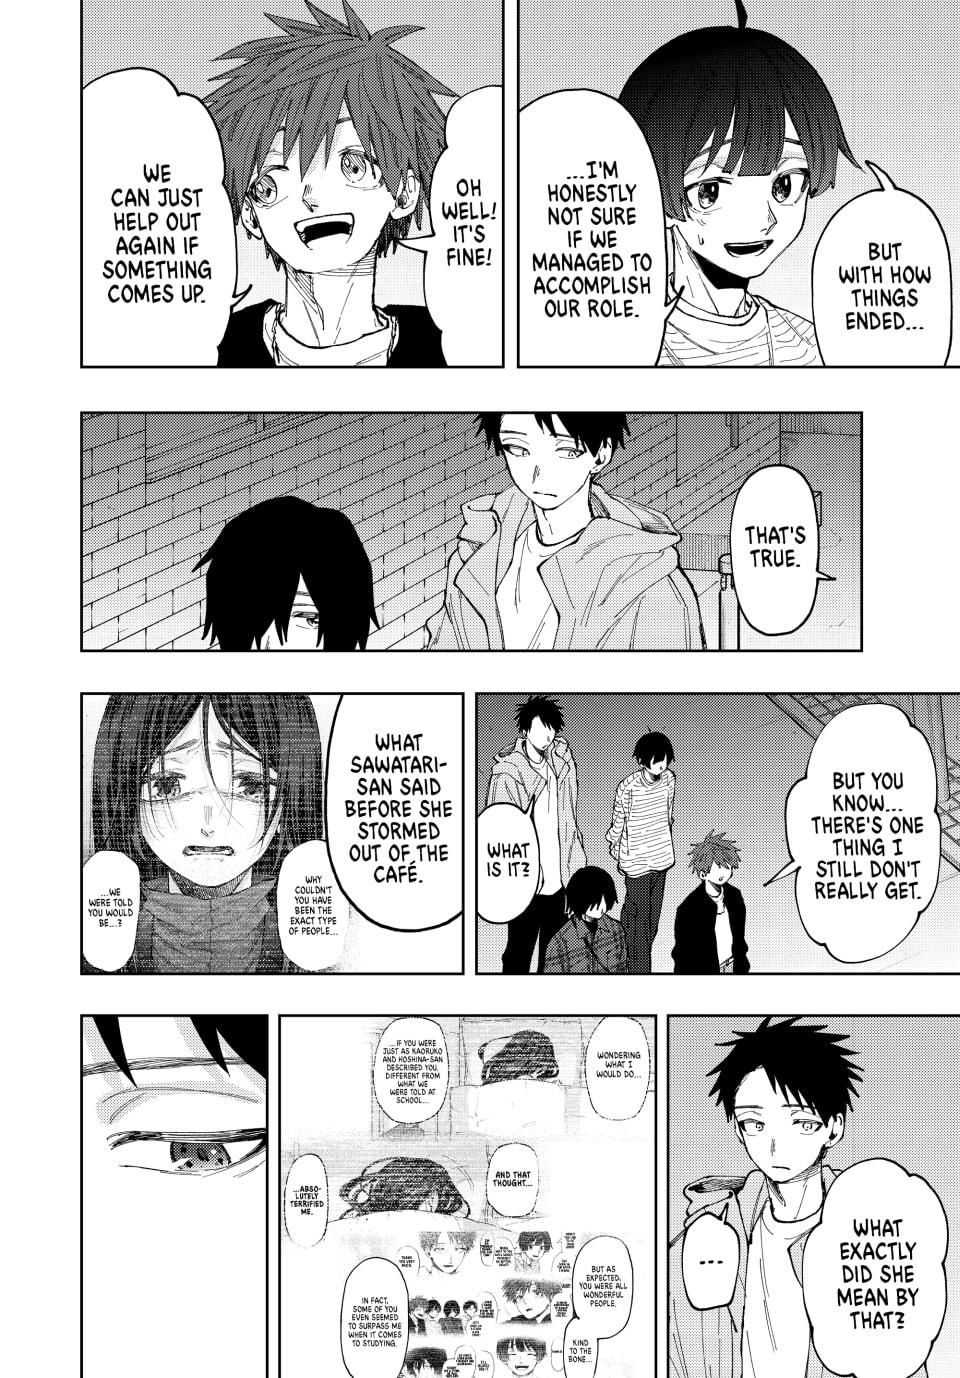 BUT
WITH HOW
THINGS
ENDED...
...I'M
HONESTLY
NOT SURE
IF WE
MANAGED TO
ACCOMPLISH
OUR ROLE.
OH
WELL!
IT'S
FINE!
WE
CAN JUST
HELP OUT
AGAIN IF
SOMETHING
COMES UP.
THAT'S
TRUE.
BUT YOU
KNOW...
THERE'S ONE
THING I
STILL DON'T
REALLY GET.
WHAT
IS IT?
WHAT
SAWATARI-
SAN SAID
BEFORE SHE
STORMED
OUT OF THE
CAFÉ.
WHY
COULDN'T
YOU HAVE
BEEN THE
EXACT TYPE
OF PEOPLE...
...WE
WERE TOLD
YOU WOULD
BE...?
WHAT
EXACTLY
DID SHE
MEAN BY
THAT?
...
WONDERING
WHAT I
WOULD DO...
...IF YOU WERE
JUST AS KAORUKO
AND HOSHINA-SAN
DESCRIBED YOU,
DIFFERENT FROM
WHAT WE
WERE TOLD AT
SCHOOL...
AND THAT
THOUGHT...
...ABSO-
LUTELY
TERRIFIED
ME.
THANK
YOU VERY
MUCH.
BUT AS
EXPECTED,
YOU WERE ALL
WONDERFUL
PEOPLE.
KIND
TO THE
BONE...
IN FACT,
SOME OF YOU
EVEN SEEMED
TO SURPASS ME
WHEN IT COMES
TO STUDYING.